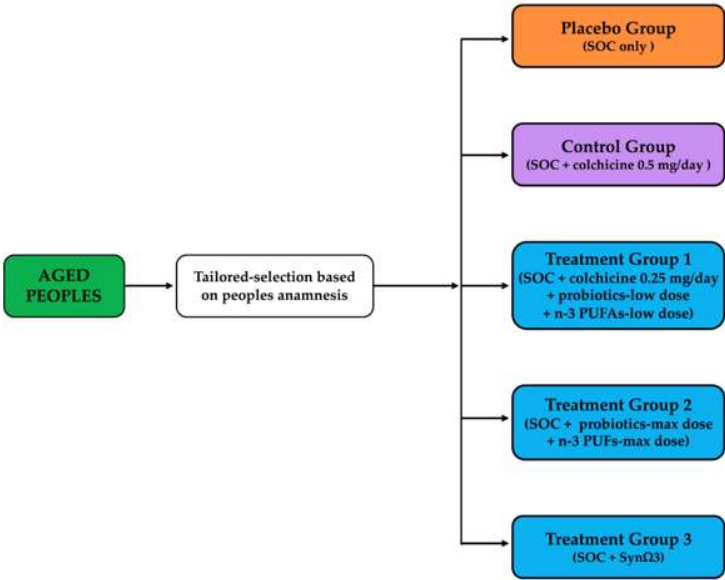 AGED
PEOPLES
Tailored-selection based
on peoples anamnesis
Placebo Group
(SOC only )
Control Group
(SOC + colchicine 0.5 mg/day )
Treatment Group 1
(SOC + colchicine 0.25 mg/day
+ probiotics-low dose
+ n-3 PUFAs-low dose)
Treatment Group 2
(SOC +  probiotics-max dose
+ n-3 PUFs-max dose)
Treatment Group 3
(SOC + SynΩ3)